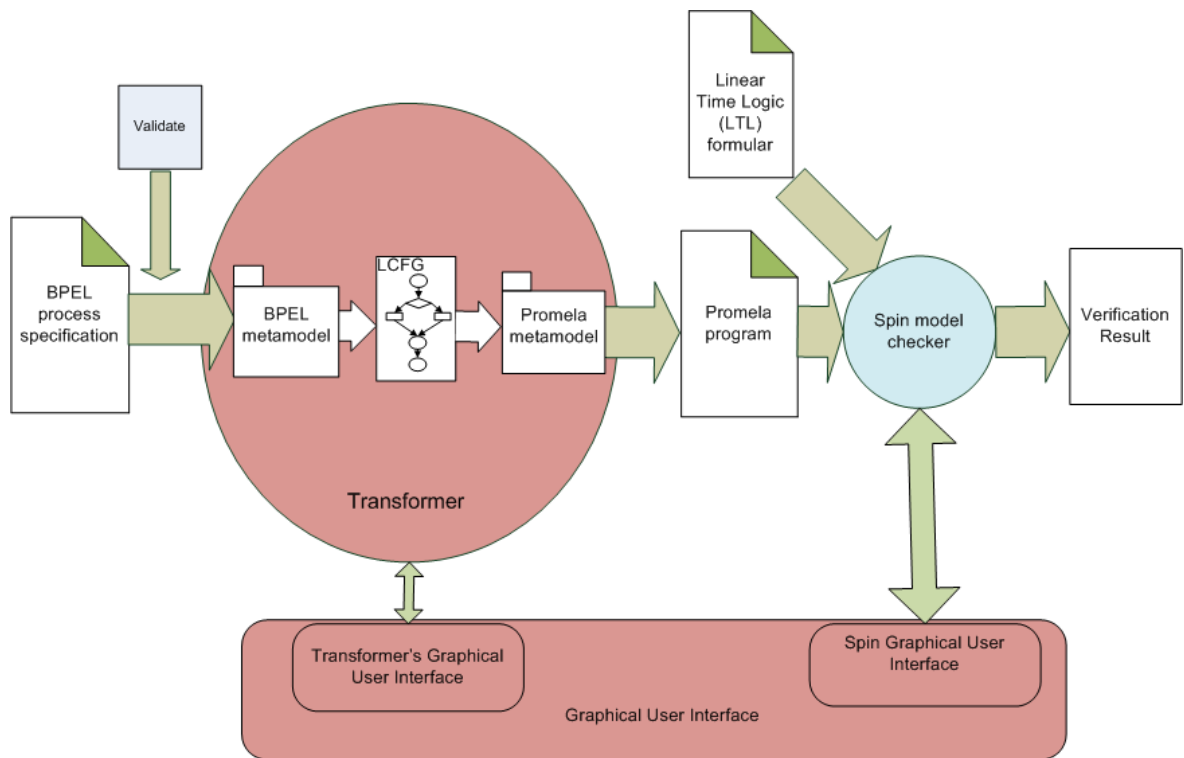 Linear
Time Logic
(LTL)
formular
Validate
BPEL
process
specification
BPEL
metamodel
LCFG
Promela
metamodel
Promela
program
Spin model
checker
Verification
Result
Transformer
Transformer's Graphical
User Interface
Spin Graphical User
Interface
Graphical User Interface